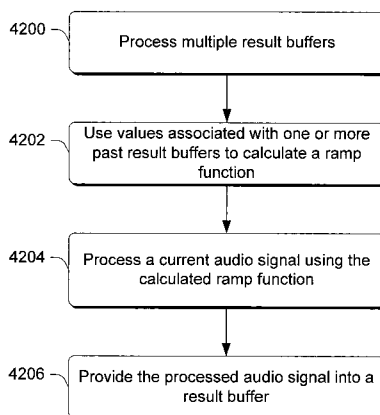 4200
Process multiple result buffers
4202
Use values associated with one or more
past result buffers to calculate a ramp
function
4204
Process a current audio signal using the
calculated ramp function
4206
Provide the processed audio signal into a
result buffer